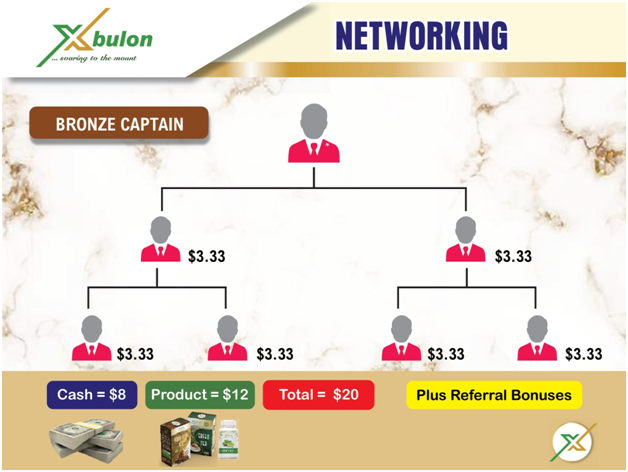 Xbulon
... soaring to the mount
NETWORKING
BRONZE CAPTAIN
$3.33
$3.33
$3.33
$3.33
$3.33
$3.33
Cash = $8
Product = $12
Total = $20
Plus Referral Bonuses